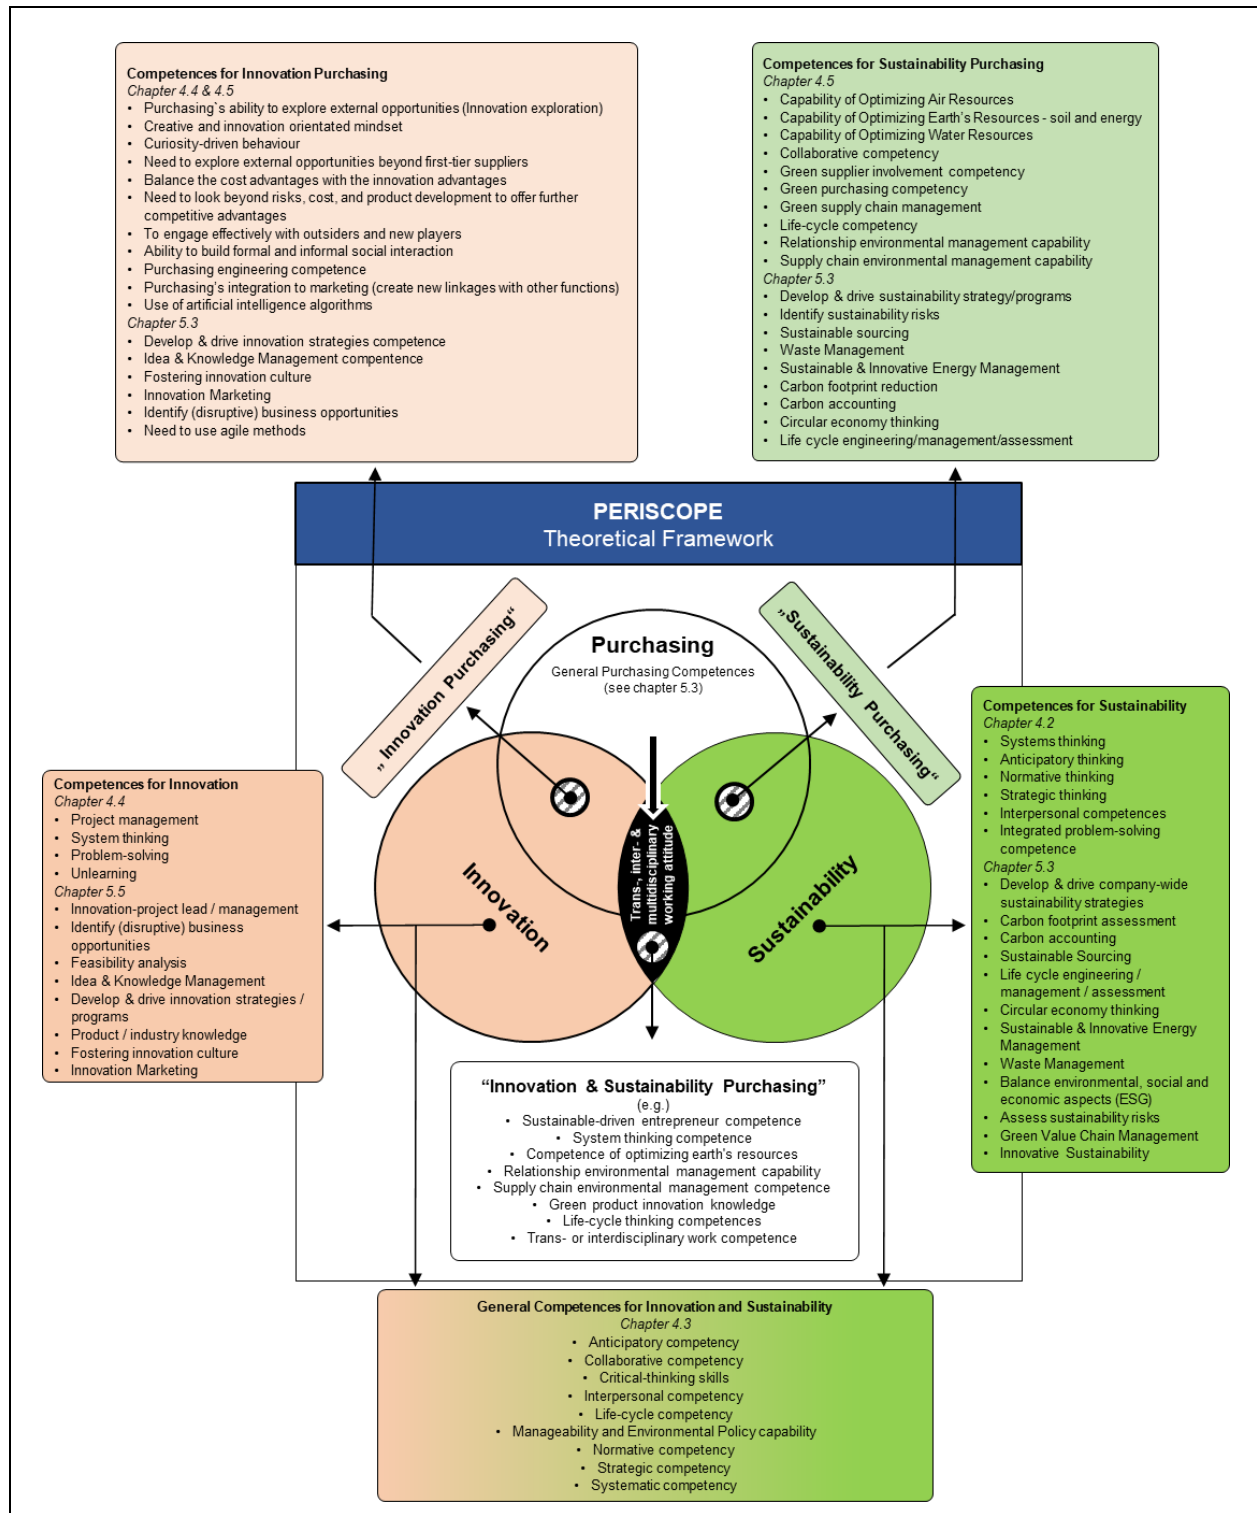 Competences for Innovation Purchasing
Chapter 4.4 & 4.5
• Purchasing`s ability to explore external opportunities (Innovation exploration)
• Creative and innovation orientated mindset
• Curiosity-driven behaviour
• Need to explore external opportunities beyond first-tier suppliers
• Balance the cost advantages with the innovation advantages
• Need to look beyond risks, cost, and product development to offer further
competitive advantages
• To engage effectively with outsiders and new players
• Ability to build formal and informal social interaction
• Purchasing engineering competence
• Purchasing's integration to marketing (create new linkages with other functions)
• Use of artificial intelligence algorithms
Chapter 5.3
• Develop & drive innovation strategies competence
• Idea & Knowledge Management compentence
• Fostering innovation culture
• Innovation Marketing
• Identify (disruptive) business opportunities
• Need to use agile methods
Competences for Sustainability Purchasing
Chapter 4.5
• Capability of Optimizing Air Resources
• Capability of Optimizing Earth's Resources - soil and energy
• Capability of Optimizing Water Resources
• Collaborative competency
• Green supplier involvement competency
• Green purchasing competency
• Green supply chain management
• Life-cycle competency
• Relationship environmental management capability
• Supply chain environmental management capability
Chapter 5.3
• Develop & drive sustainability strategy/programs
• Identify sustainability risks
• Sustainable sourcing
• Waste Management
• Sustainable & Innovative Energy Management
• Carbon footprint reduction
• Carbon accounting
• Circular economy thinking
• Life cycle engineering/management/assessment
PERISCOPE
Theoretical Framework
„ Innovation Purchasing“
„Sustainability Purchasing“
Purchasing
General Purchasing Competences
(see chapter 5.3)
Innovation
Trans-, inter- &
multidisciplinary
working attitude
Sustainability
Competences for Innovation
Chapter 4.4
• Project management
• System thinking
• Problem-solving
• Unlearning
Chapter 5.5
• Innovation-project lead / management
• Identify (disruptive) business
opportunities
• Feasibility analysis
• Idea & Knowledge Management
• Develop & drive innovation strategies /
programs
• Product / industry knowledge
• Fostering innovation culture
• Innovation Marketing
Competences for Sustainability
Chapter 4.2
• Systems thinking
• Anticipatory thinking
• Normative thinking
• Strategic thinking
• Interpersonal competences
• Integrated problem-solving
competence
Chapter 5.3
• Develop & drive company-wide
sustainability strategies
• Carbon footprint assessment
• Carbon accounting
• Sustainable Sourcing
• Life cycle engineering /
management / assessment
• Circular economy thinking
• Sustainable & Innovative Energy
Management
• Waste Management
• Balance environmental, social and
economic aspects (ESG)
• Assess sustainability risks
• Green Value Chain Management
• Innovative Sustainability
“Innovation & Sustainability Purchasing”
(e.g.)
• Sustainable-driven entrepreneur competence
• System thinking competence
• Competence of optimizing earth's resources
• Relationship environmental management capability
• Supply chain environmental management competence
• Green product innovation knowledge
• Life-cycle thinking competences
• Trans- or interdisciplinary work competence
General Competences for Innovation and Sustainability
Chapter 4.3
• Anticipatory competency
• Collaborative competency
• Critical-thinking skills
• Interpersonal competency
• Life-cycle competency
• Manageability and Environmental Policy capability
• Normative competency
• Strategic competency
• Systematic competency